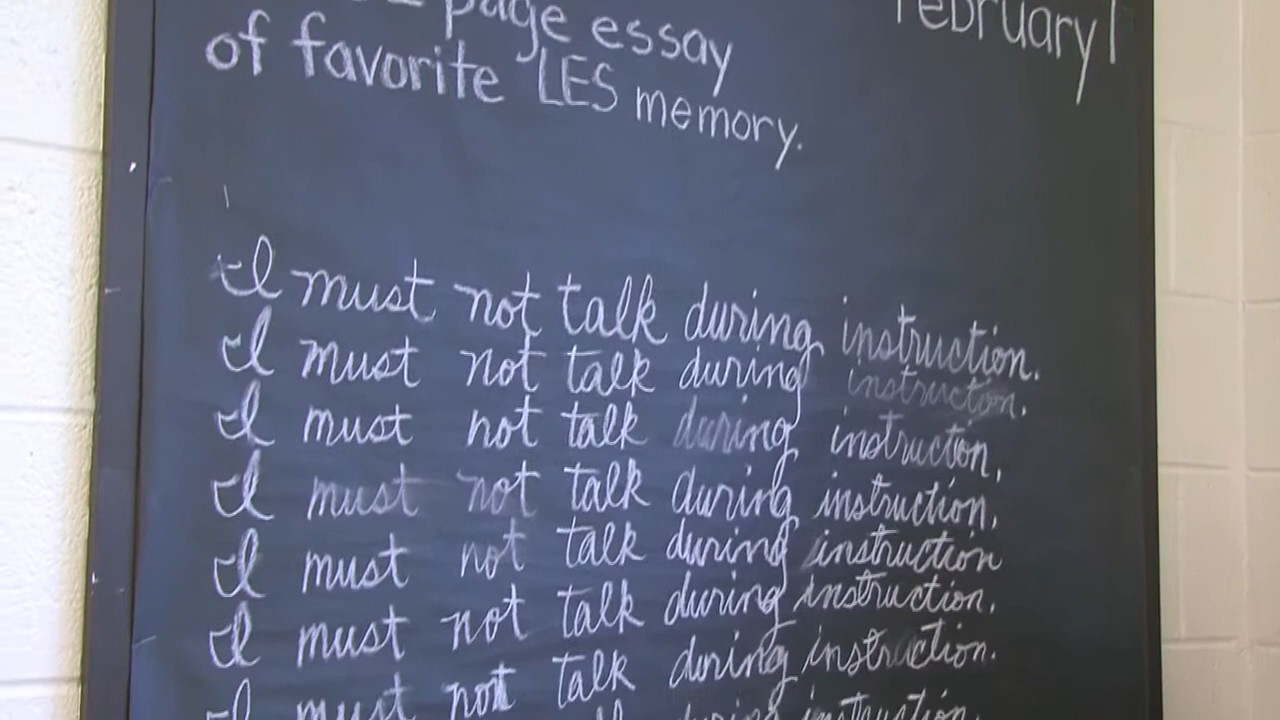 page essay
February 1
of favorite LES memory.
I must not talk during instruction.
I must not talk during instruction.
I must not talk during instruction.
I must not talk during instruction.
I must not talk during instruction
I must not talk during instruction.
I must not talk during instruction.
instruction.